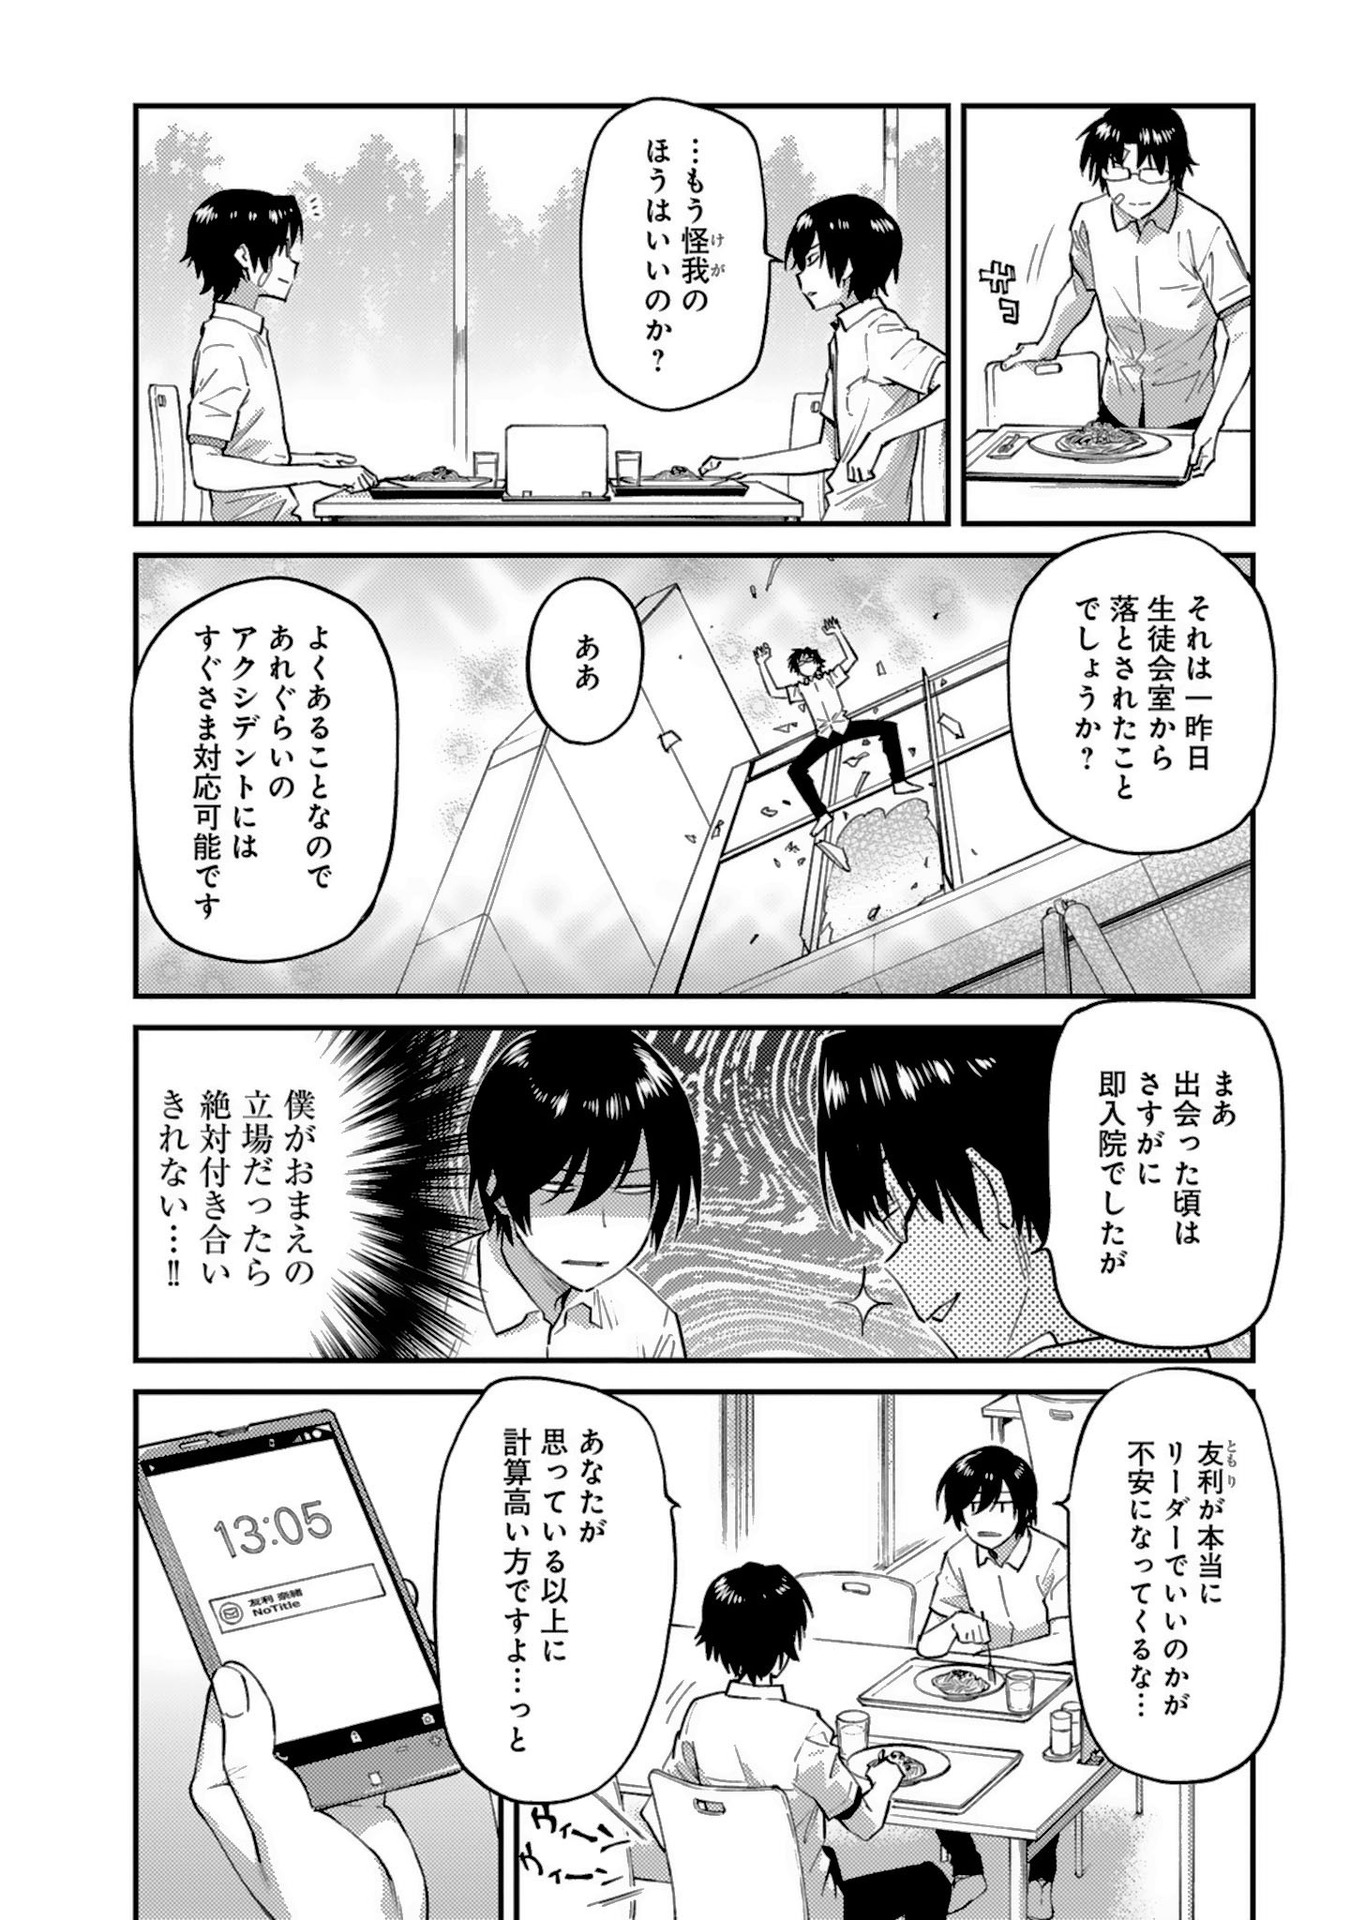 ギッ
…もう怪我の
けが
ほうはいいのか?
それは一昨日
生徒会室から
落とされたこと
でしょうか?
ああ
よくあることなので
あれぐらいの
アクシデントには
すぐさま対応可能です
まあ
出会った頃は
さすがに
即入院でしたが
僕がおまえの
立場だったら
絶対付き合い
きれない…!!
友利が本当に
ともり
リーダーでいいのかが
不安になってくるな…
あなたが
思っている以上に
計算高い方ですよ…っと
ヴィーン
ヴィーン
13:05
友利 奈緒
NoTitle